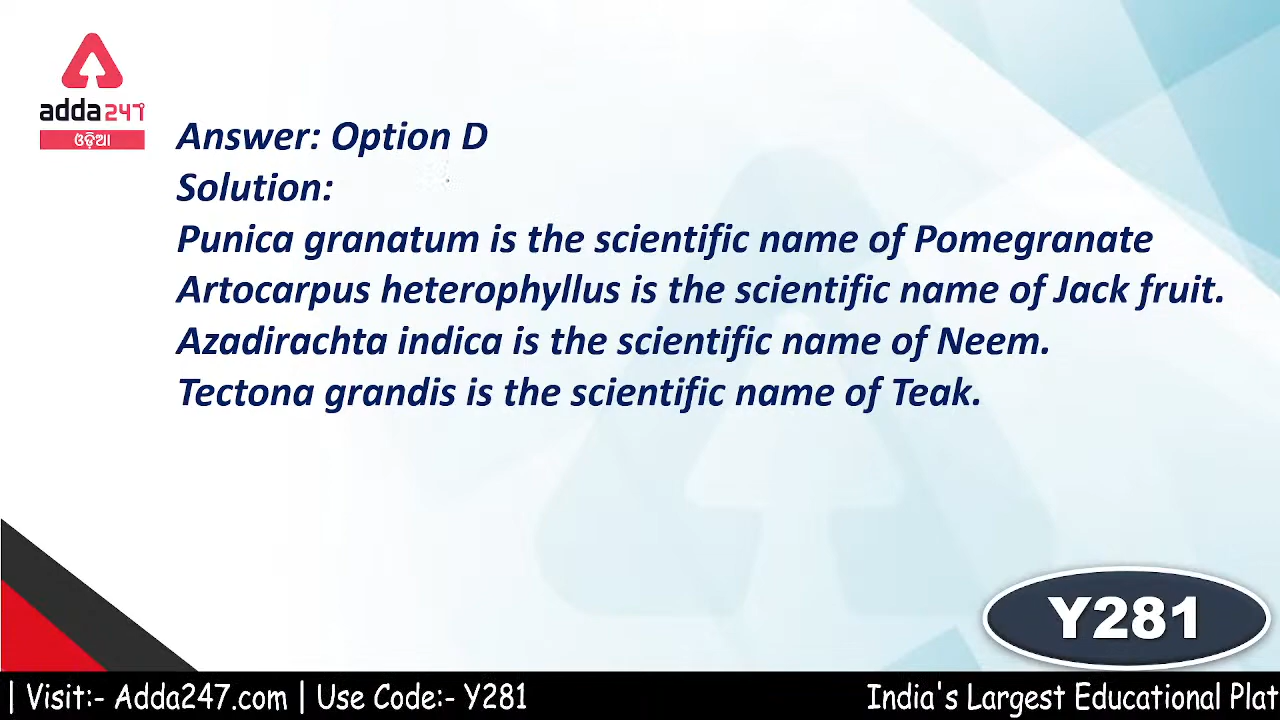 adda247
ଓଡ଼ିଆ
Answer: Option D
Solution:
Punica granatum is the scientific name of Pomegranate
Artocarpus heterophyllus is the scientific name of Jack fruit.
Azadirachta indica is the scientific name of Neem.
Tectona grandis is the scientific name of Teak.
Y281
| Visit:- Adda247.com | Use Code:- Y281
India's Largest Educational Plat